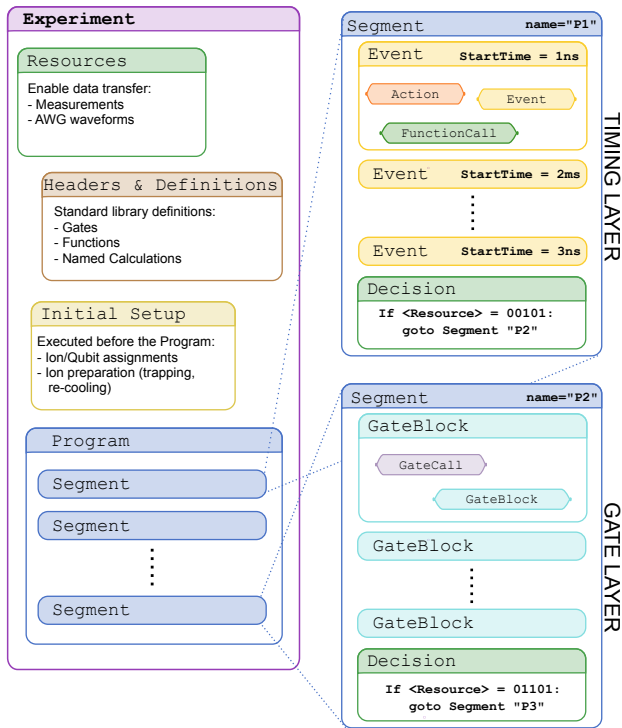 Experiment
Resources
Enable data transfer:
- Measurements
- AWG waveforms
Headers & Definitions
Standard library definitions:
- Gates
- Functions
- Named Calculations
Initial Setup
Executed before the Program:
- Ion/Qubit assignments
- Ion preparation (trapping,
re-cooling)
Program
Segment
Segment
Segment
Segment name="P1"
Event StartTime = 1ns
Action
Event
FunctionCall
Event StartTime = 2ms
Event StartTime = 3ns
Decision
If <Resource> = 00101:
goto Segment "P2"
TIMING LAYER
Segment name="P2"
GateBlock
GateCall
GateBlock
GateBlock
GateBlock
Decision
If <Resource> = 01101:
goto Segment "P3"
GATE LAYER